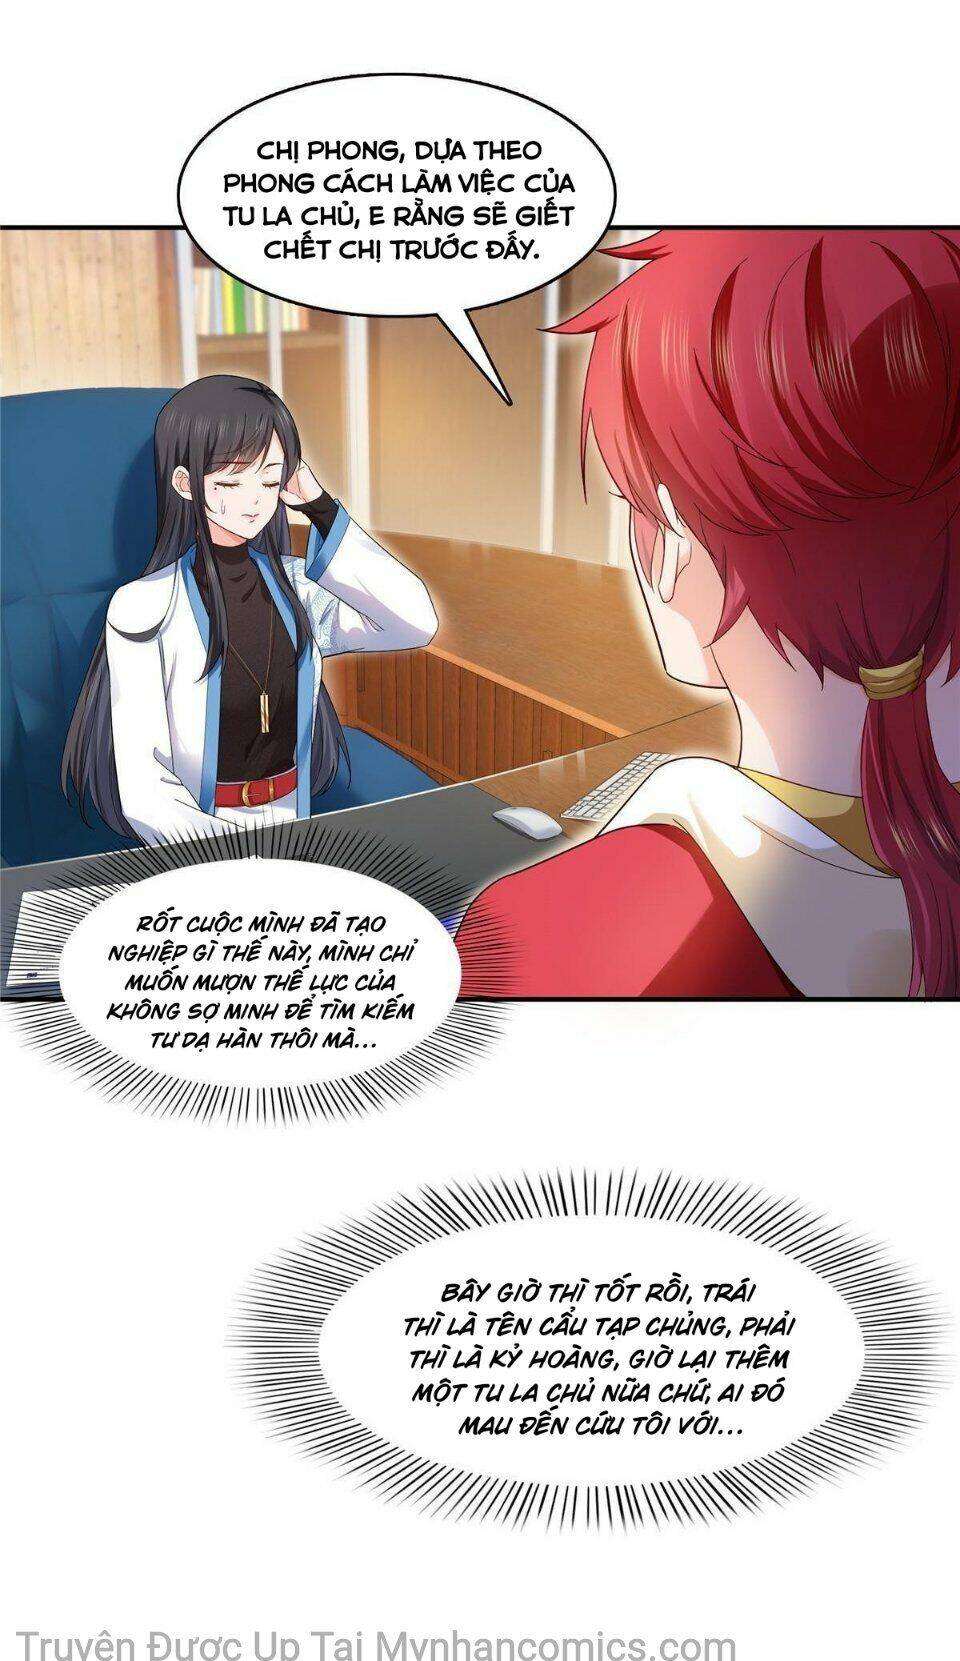 CHỊ PHONG, DỰA THEO
PHONG CÁCH LÀM VIỆC CỦA
TU LA CHỦ, E RẰNG SẼ GIẾT
CHẾT CHỊ TRƯỚC ĐẤY.
RỐT CUỘC MÌNH ĐÃ TẠO
NGHIỆP GÌ THẾ NÀY, MÌNH CHỈ
MUỐN MƯỢN THẾ LỰC CỦA
KHÔNG SỢ MINH ĐỂ TÌM KIẾM
TƯ DẠ HÀN THÔI MÀ...
BÂY GIỜ THÌ TỐT RỒI, TRÁI
THÌ LÀ TÊN CẨU TẠP CHỦNG, PHẢI
THÌ LÀ KỶ HOÀNG, GIỜ LẠI THÊM
MỘT TU LA CHỦ NỮA CHỨ, AI ĐÓ
MAU ĐẾN CỨU TÔI VỚI...
Truyện Được Up Tại Mynhancomics.com